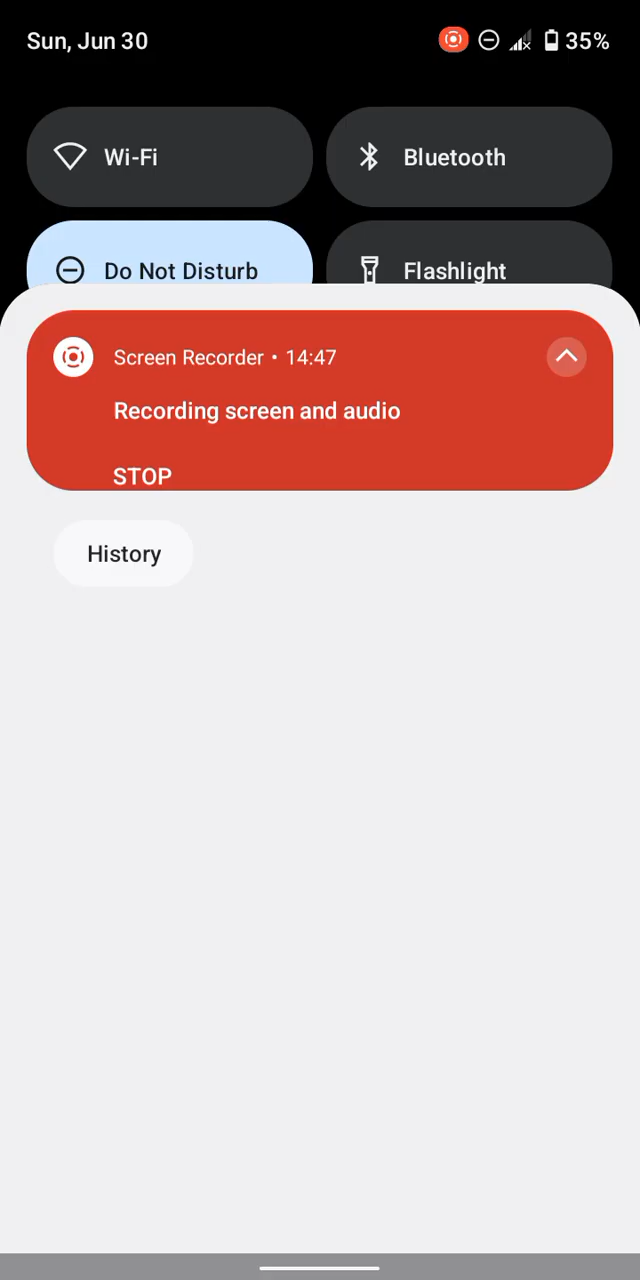 Sun, Jun 30 35%
Wi-Fi Bluetooth
Do Not Disturb Flashlight
Screen Recorder • 14:47
Recording screen and audio
STOP
History